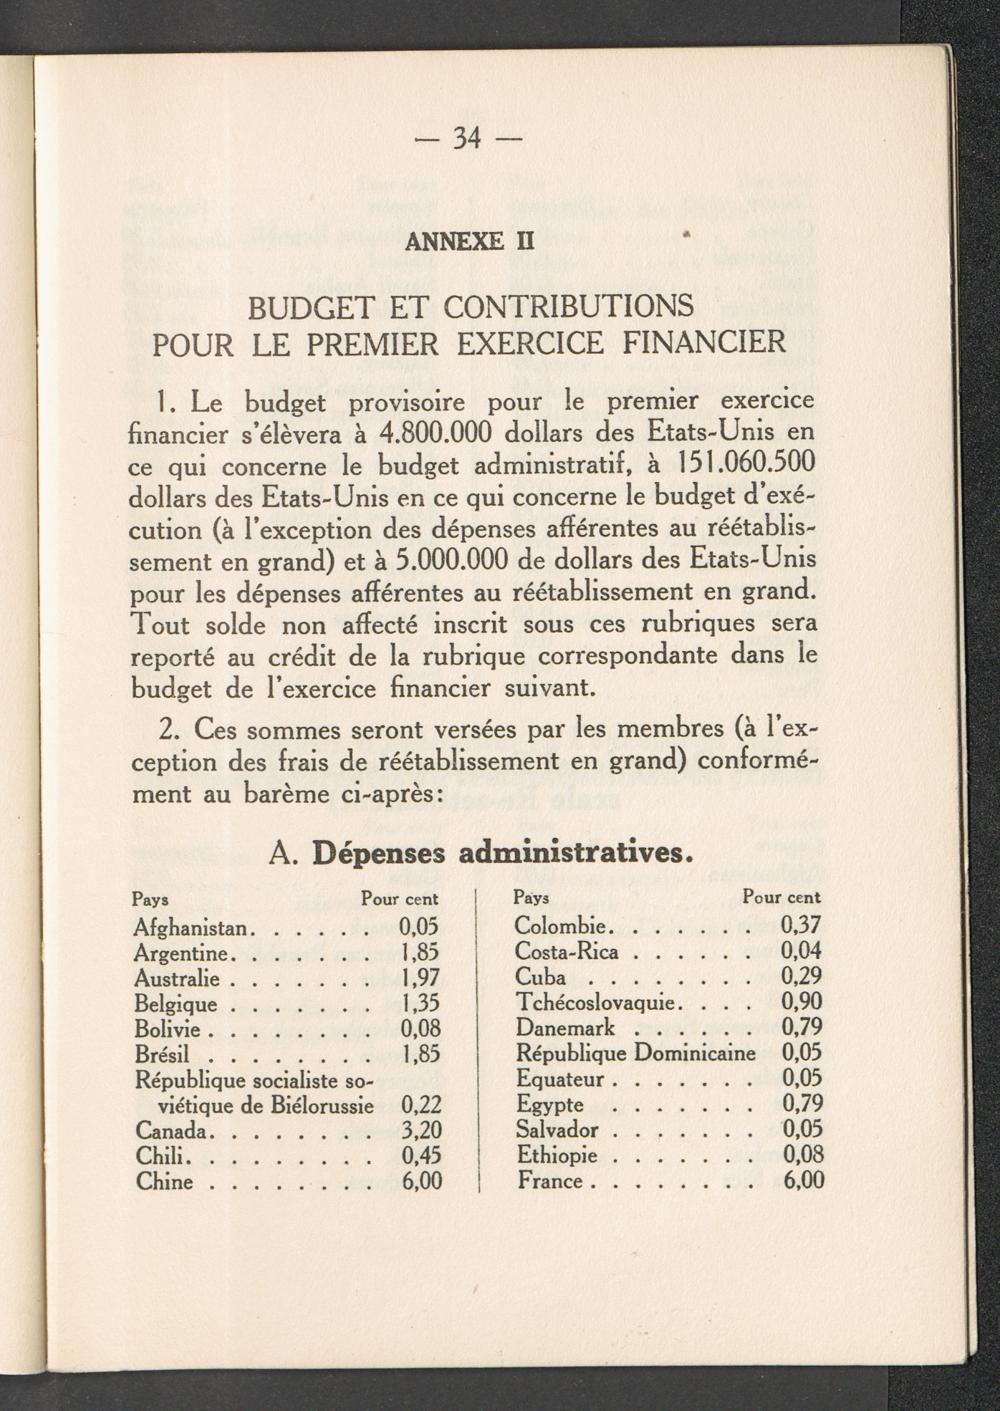 — 34 —
ANNEXE II
BUDGET ET CONTRIBUTIONS
POUR LE PREMIER EXERCICE FINANCIER
1. Le budget provisoire pour le premier exercice
financier s'élèvera à 4.800.000 dollars des Etats-Unis en
ce qui concerne le budget administratif, à 151.060.500
dollars des Etats-Unis en ce qui concerne le budget d'exé-
cution (à l'exception des dépenses afférentes au réétablis-
sement en grand) et à 5.000.000 de dollars des Etats-Unis
pour les dépenses afférentes au réétablissement en grand.
Tout solde non affecté inscrit sous ces rubriques sera
reporté au crédit de la rubrique correspondante dans le
budget de l'exercice financier suivant.
2. Ces sommes seront versées par les membres (à l'ex-
ception des frais de réétablissement en grand) conformé-
ment au barème ci-après:
A. Dépenses administratives.
Pays Pour cent
Afghanistan. . . . . . 0,05
Argentine. . . . . . . 1,85
Australie . . . . . . . 1,97
Belgique . . . . . . . 1,35
Bolivie . . . . . . . . 0,08
Brésil . . . . . . . . 1,85
République socialiste so-
viétique de Biélorussie 0,22
Canada. . . . . . . . 3,20
Chili. . . . . . . . . 0,45
Chine . . . . . . . . 6,00
Pays Pour cent
Colombie. . . . . . . 0,37
Costa-Rica . . . . . . 0,04
Cuba . . . . . . . . 0,29
Tchécoslovaquie. . . . 0,90
Danemark . . . . . . 0,79
République Dominicaine 0,05
Equateur . . . . . . . 0,05
Egypte . . . . . . . 0,79
Salvador . . . . . . . 0,05
Ethiopie . . . . . . . 0,08
France . . . . . . . . 6,00